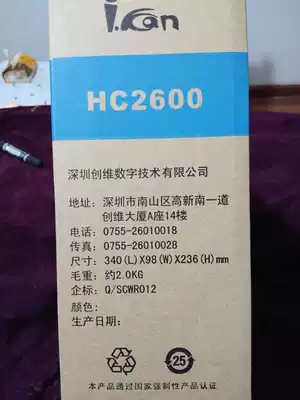 i.Can
HC2600
深圳创维数字技术有限公司
地址: 深圳市南山区高新南一道
创维大厦A座14楼
电话: 0755-26010018
传真: 0755-26010028
尺寸: 340(L)X98(W)X236(H)mm
毛重: 约2.0KG
企标: Q/SCWR012
颜色:
生产日期:
25
本产品通过国家强制性产品认证